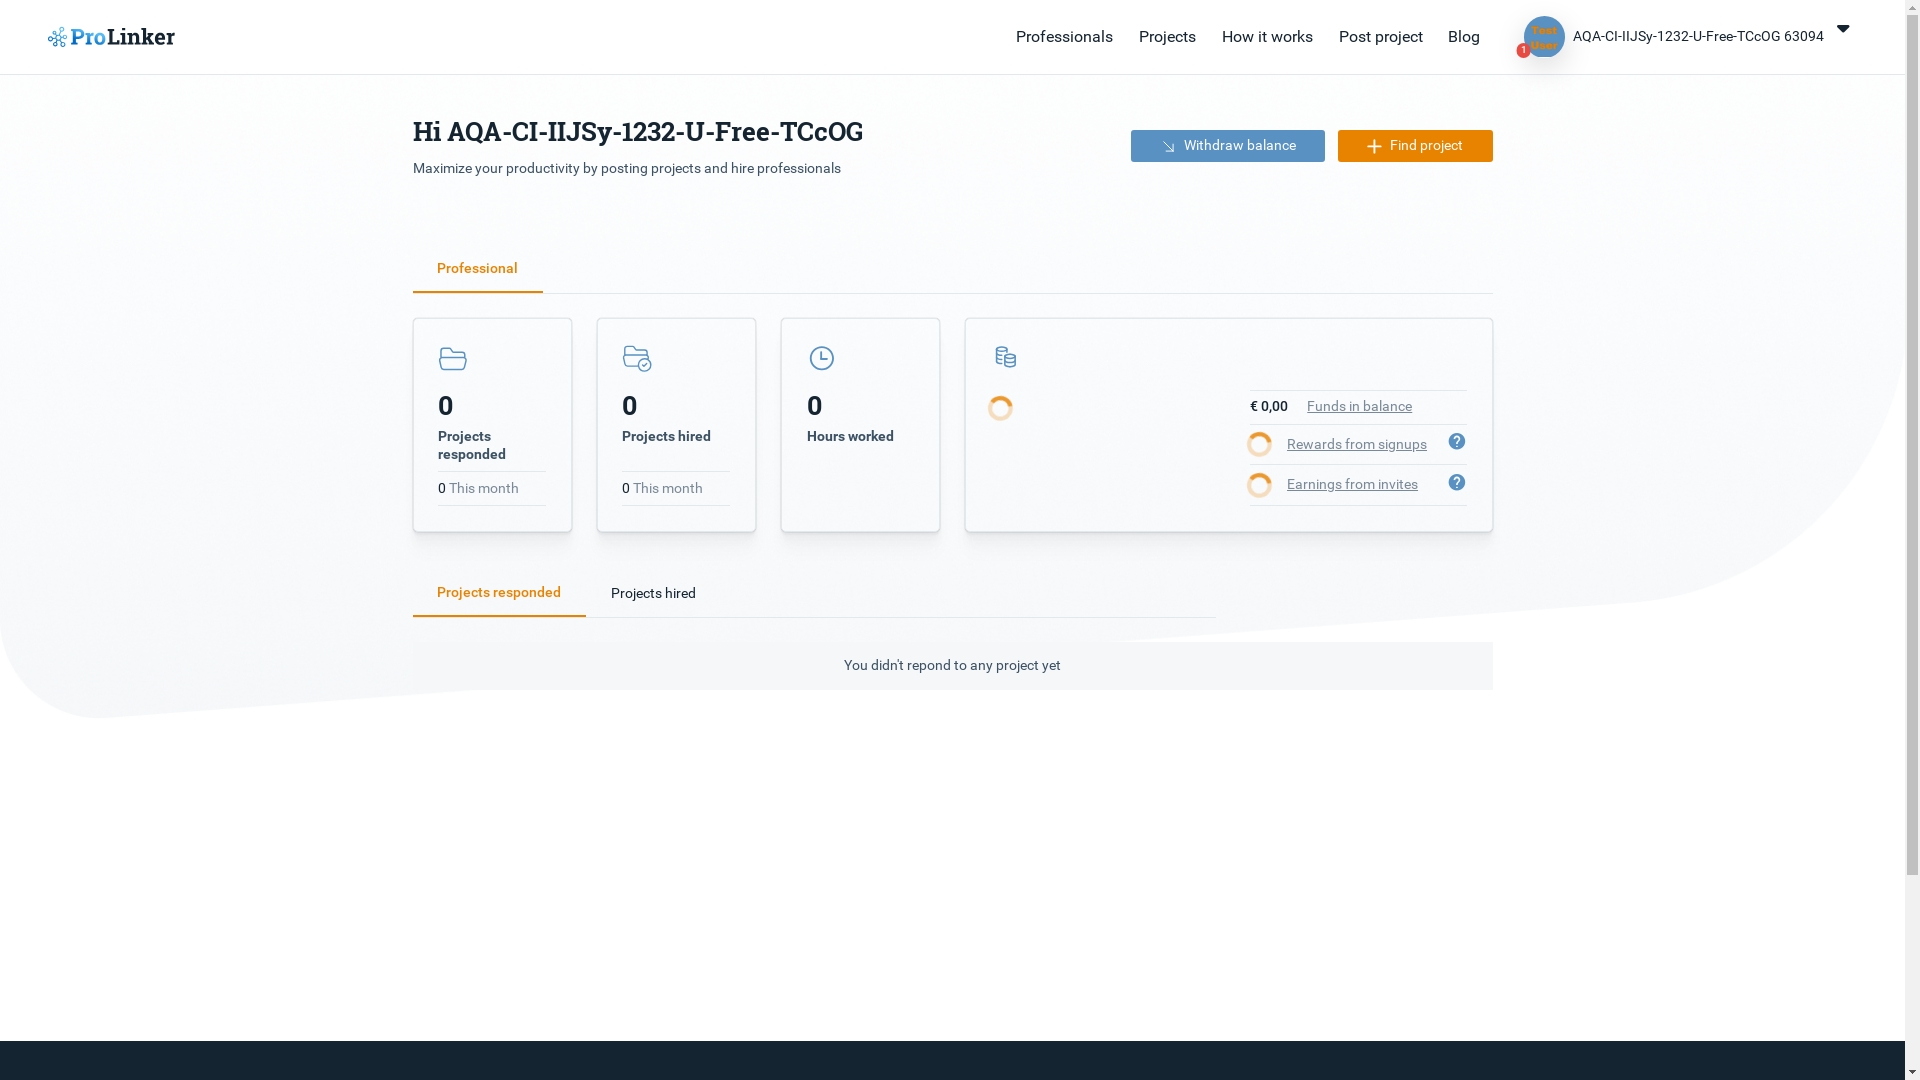 ProLinker
Professionals
Projects
How it works
Post project
Blog
Test
User
1
AQA-CI-IIJSy-1232-U-Free-TCcOG 63094
Hi AQA-CI-IIJSy-1232-U-Free-TCcOG
Maximize your productivity by posting projects and hire professionals
Withdraw balance
Find project
Professional
0
Projects
responded
0 This month
0
Projects hired
0 This month
0
Hours worked
€ 0,00 Funds in balance
Rewards from signups ?
Earnings from invites ?
Projects responded
Projects hired
You didn't repond to any project yet